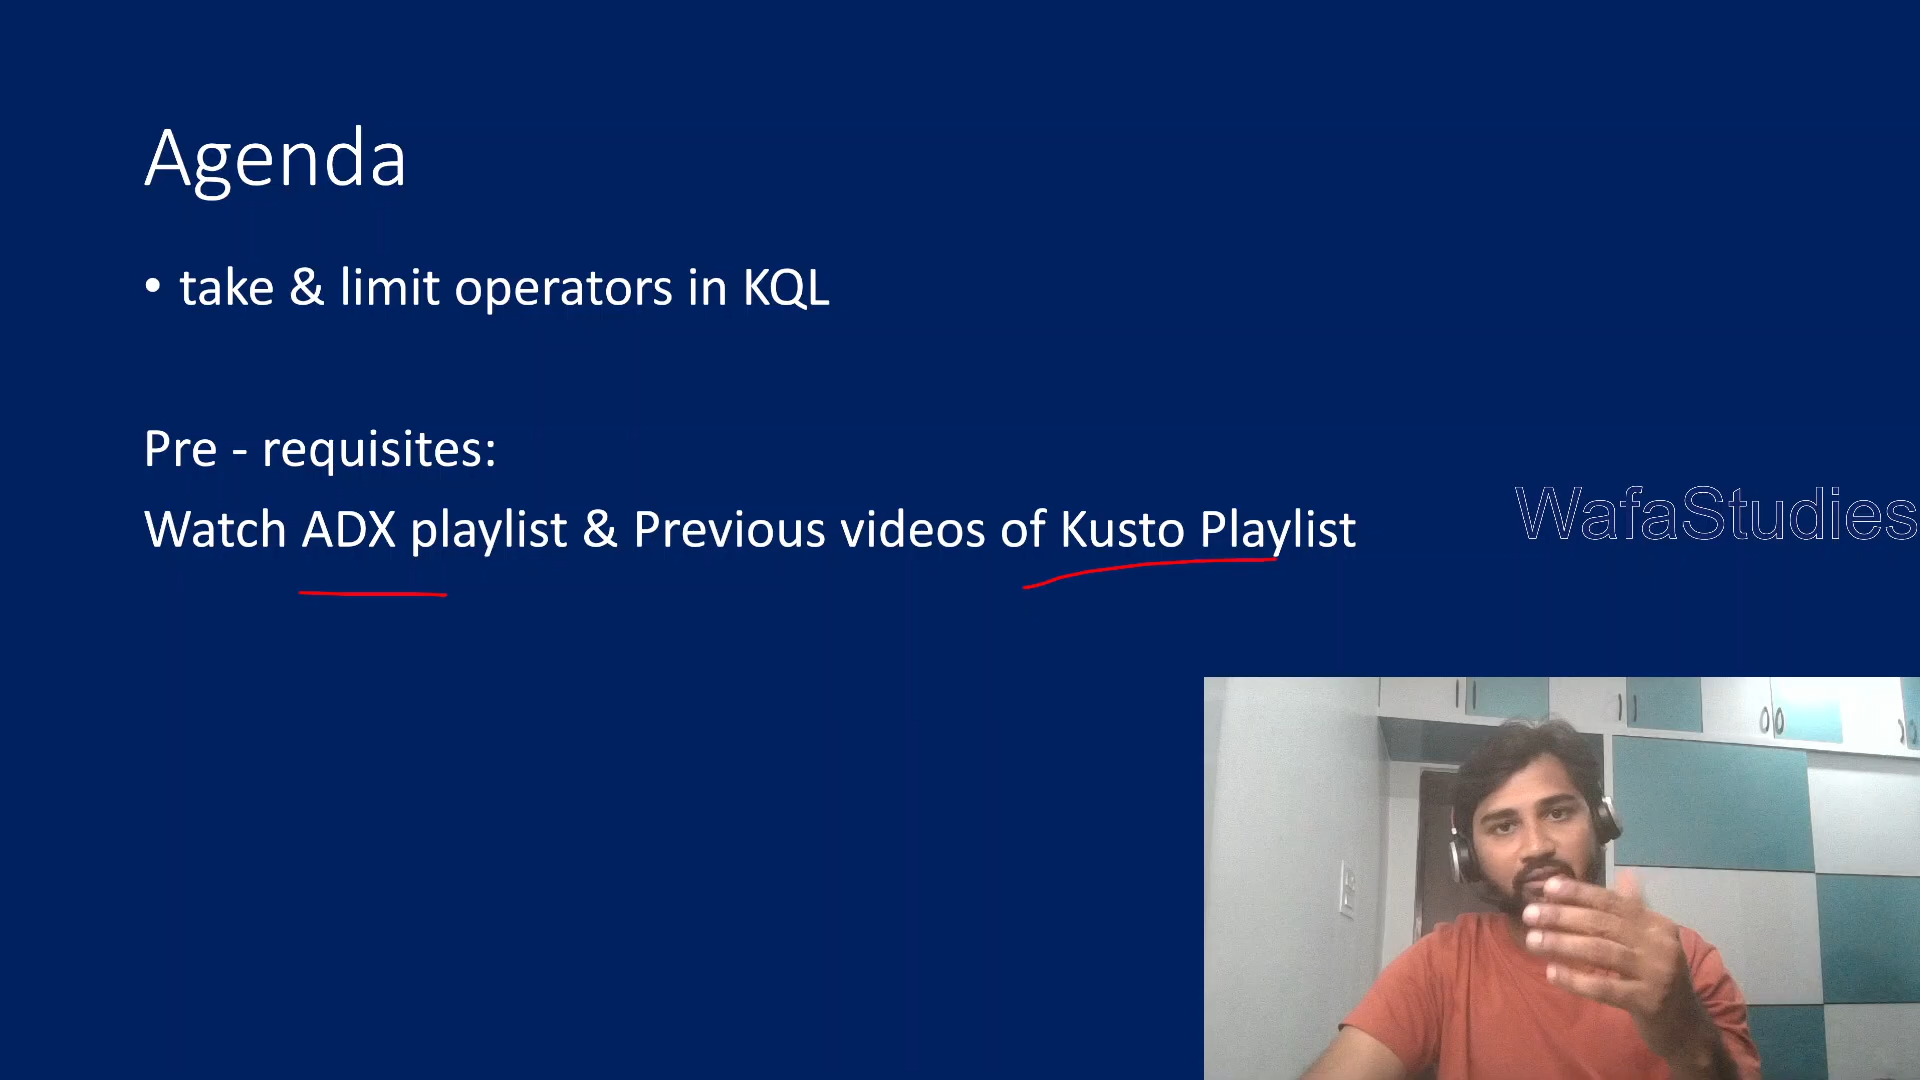 Agenda
• take & limit operators in KQL
Pre - requisites:
Watch ADX playlist & Previous videos of Kusto Playlist
WafaStudies